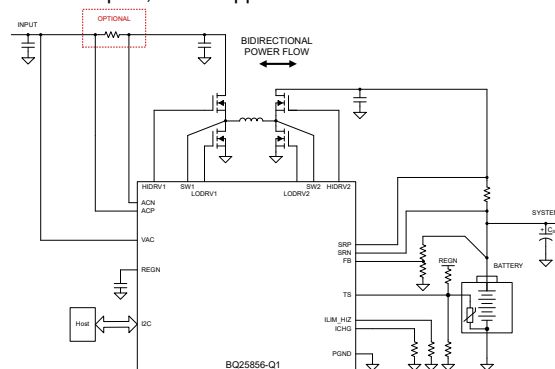 OPTIONAL
INPUT
BIDIRECTIONAL
POWER FLOW
HIDRV1
SW1
LODRV1
LODRV2
SW2
HIDRV2
ACN
ACP
VAC
REGN
Host
I2C
SRP
SRN
FB
TS
ILIM_HIZ
ICHG
PGND
REGN
BATTERY
SYSTEM
+
BQ25856-Q1